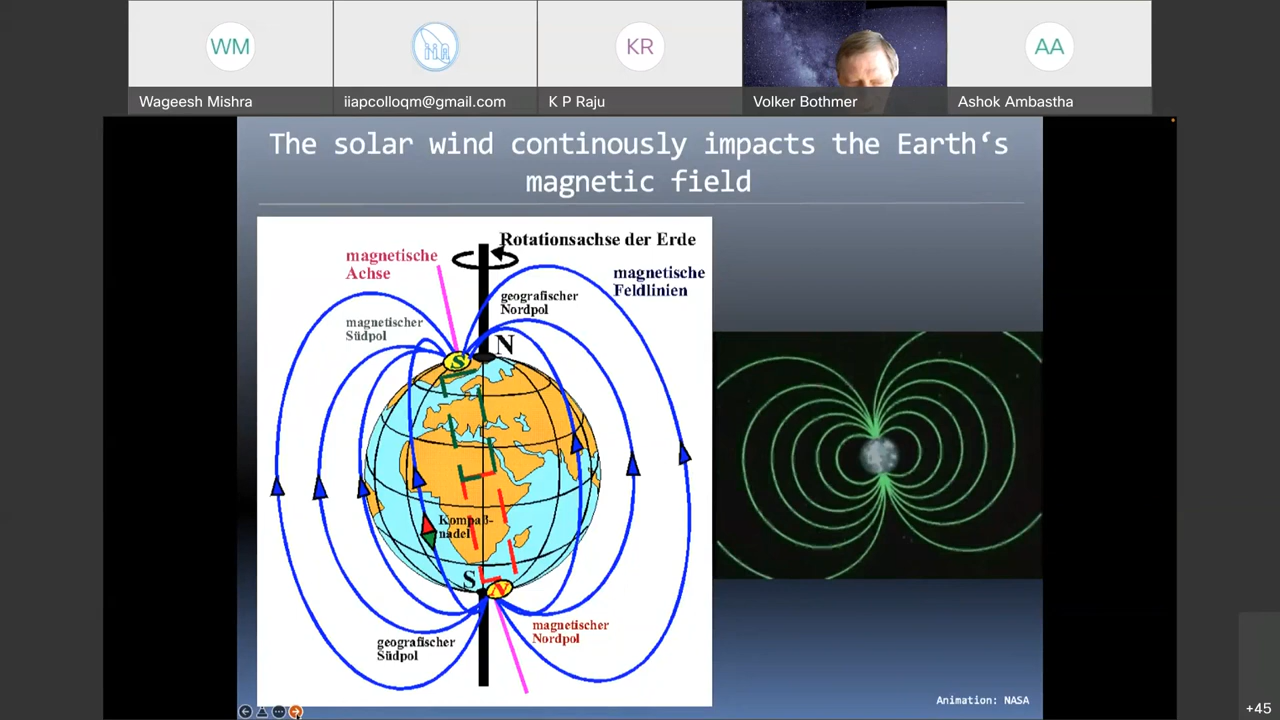 WM
KR
AA
Wageesh Mishra
iiapcolloqm@gmail.com
K P Raju
Volker Bothmer
Ashok Ambastha
The solar wind continously impacts the Earth‘s
magnetic field
Rotationsachse der Erde
magnetische
Achse
magnetische
Feldlinien
geografischer
Nordpol
magnetischer
Südpol
N
S
Kompaß-
nadel
S
N
magnetischer
Nordpol
geografischer
Südpol
Animation: NASA
+45